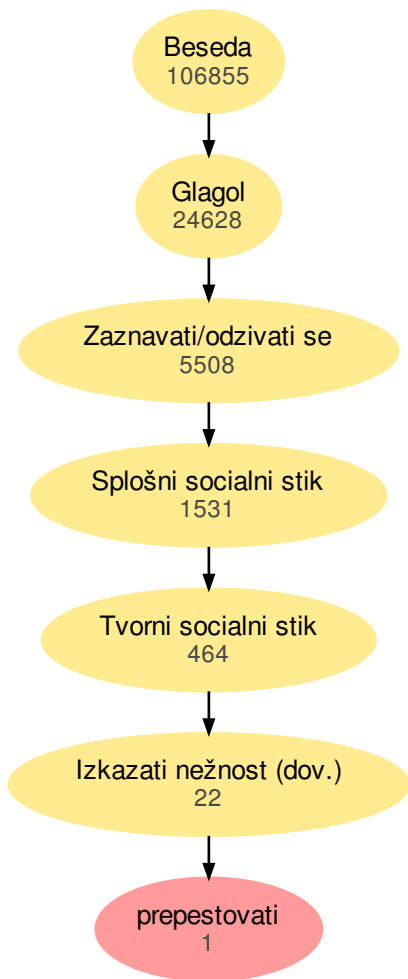 Beseda
106855
Glagol
24628
Zaznavati/odzivati se
5508
Splošni socialni stik
1531
Tvorni socialni stik
464
Izkazati nežnost (dov.)
22
prepestovati
1